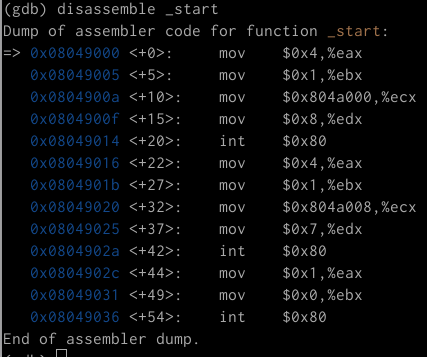 (gdb) disassemble _start
Dump of assembler code for function _start:
=> 0x08049000 <+0>:     mov    $0x4,%eax
   0x08049005 <+5>:     mov    $0x1,%ebx
   0x0804900a <+10>:    mov    $0x804a000,%ecx
   0x0804900f <+15>:    mov    $0x8,%edx
   0x08049014 <+20>:    int    $0x80
   0x08049016 <+22>:    mov    $0x4,%eax
   0x0804901b <+27>:    mov    $0x1,%ebx
   0x08049020 <+32>:    mov    $0x804a008,%ecx
   0x08049025 <+37>:    mov    $0x7,%edx
   0x0804902a <+42>:    int    $0x80
   0x0804902c <+44>:    mov    $0x1,%eax
   0x08049031 <+49>:    mov    $0x0,%ebx
   0x08049036 <+54>:    int    $0x80
End of assembler dump.
(gdb)